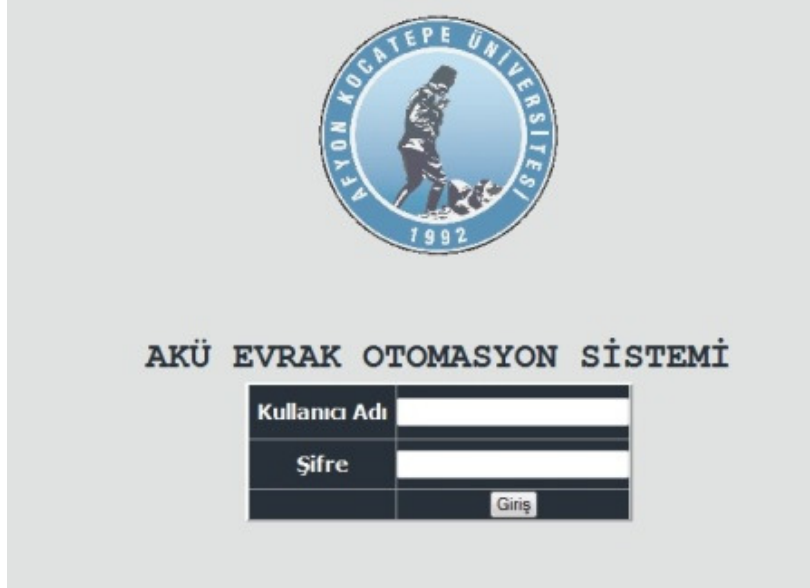 AFYON KOCATEPE ÜNİVERSİTESİ
1992
AKÜ EVRAK OTOMASYON SİSTEMİ
Kullanıcı Adı
Şifre
Giriş